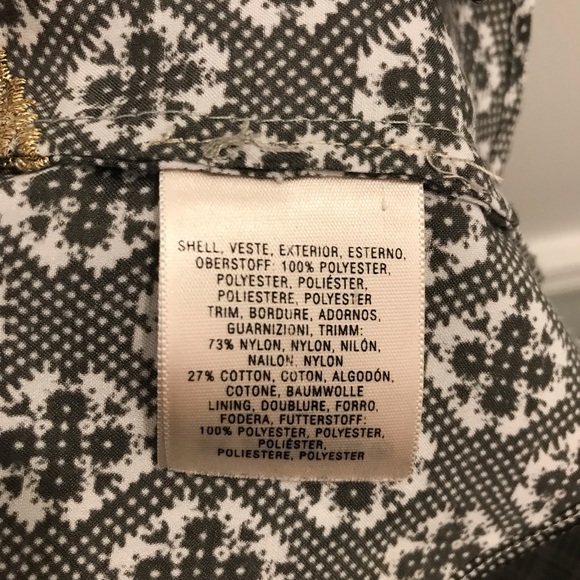 SHELL, VESTE, EXTERIOR, ESTERNO,
OBERSTOFF: 100% POLYESTER,
POLYESTER, POLIÉSTER,
POLIESTERE, POLYESTER
TRIM, BORDURE, ADORNOS,
GUARNIZIONI, TRIMM:
73% NYLON, NYLON, NILÓN,
NAILON, NYLON
27% COTTON, COTON, ALGODÓN,
COTONE, BAUMWOLLE
LINING, DOUBLURE, FORRO,
FODERA, FUTTERSTOFF:
100% POLYESTER, POLYESTER,
POLIÉSTER,
POLIESTERE, POLYESTER